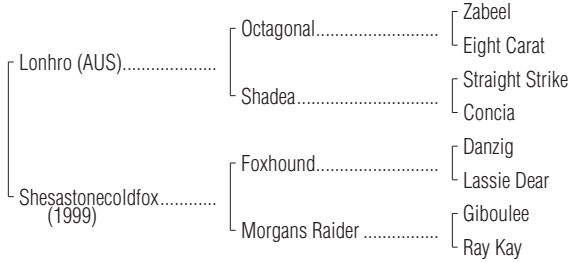 Zabeel
Octagonal
Eight Carat
Lonhro (AUS)
Straight Strike
Shadea
Concia
Danzig
Foxhound
Lassie Dear
Shesastonecoldfox
(1999)
Giboulee
Morgans Raider
Ray Kay